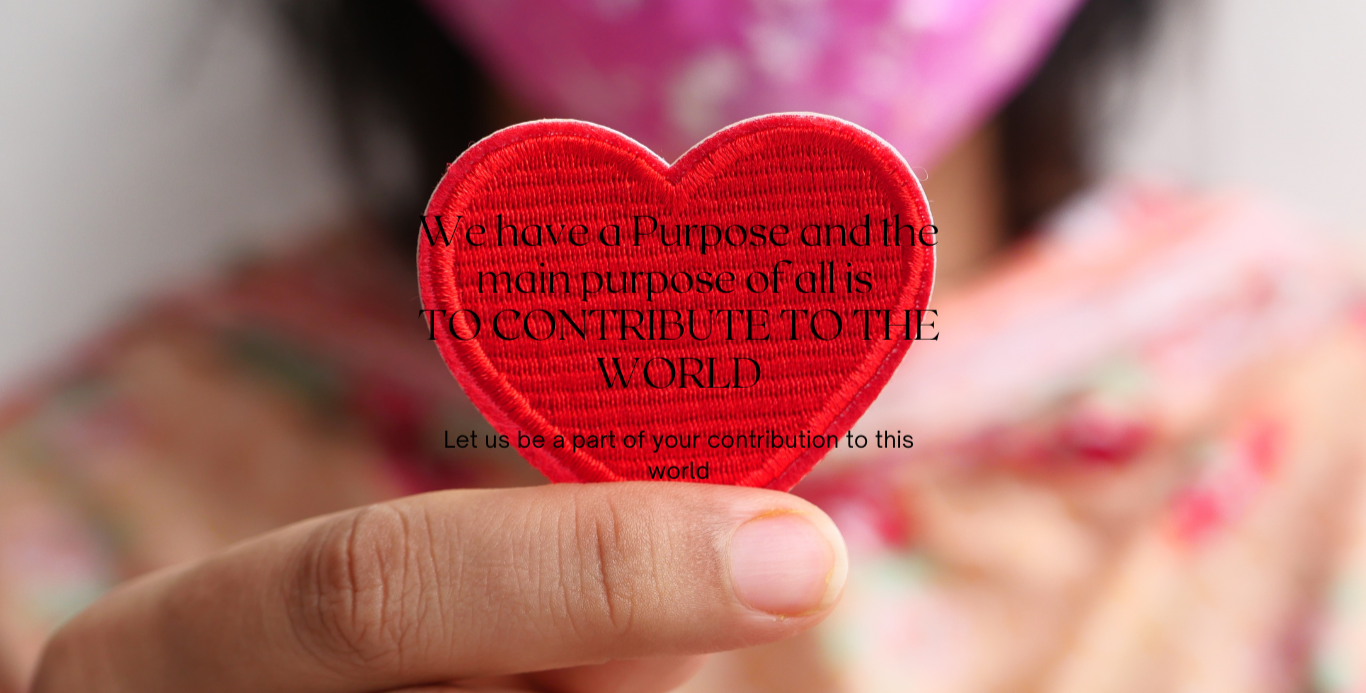 We have a Purpose and the
main purpose of all is
TO CONTRIBUTE TO THE
WORLD
Let us be a part of your contribution to this
world